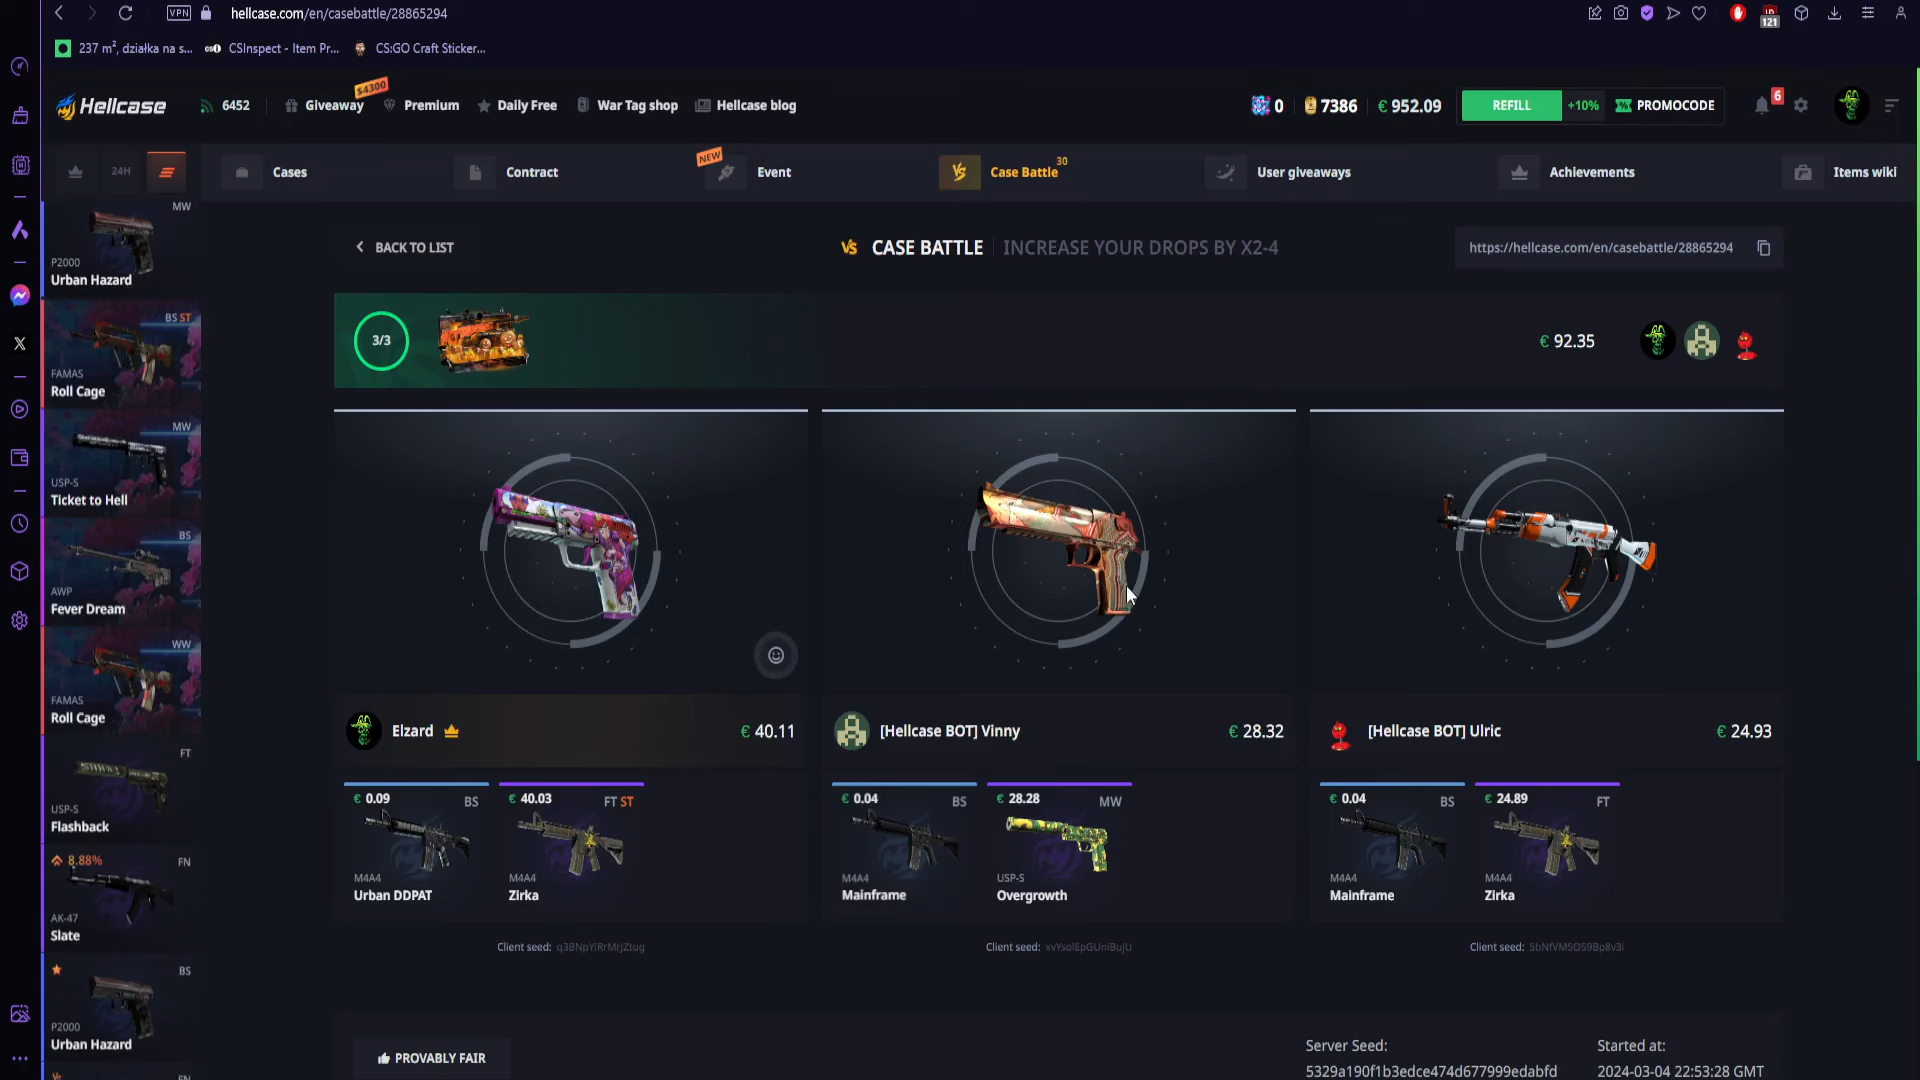 VPN
hellcase.com/en/casebattle/28865294
121
237 m², działka na s...
CSInspect - Item Pr...
CS:GO Craft Sticker...
Hellcase
6452
Giveaway
$4300
Premium
Daily Free
War Tag shop
Hellcase blog
0
7386
€ 952.09
REFILL
+10%
PROMOCODE
6
24H
Cases
Contract
NEW
Event
VS
Case Battle
30
User giveaways
Achievements
Items wiki
MW
P2000
Urban Hazard
BS ST
FAMAS
Roll Cage
MW
USP-S
Ticket to Hell
BS
AWP
Fever Dream
WW
FAMAS
Roll Cage
FT
USP-S
Flashback
8.88%
FN
AK-47
Slate
BS
P2000
Urban Hazard
FN
BACK TO LIST
VS
CASE BATTLE
INCREASE YOUR DROPS BY X2-4
https://hellcase.com/en/casebattle/28865294
3/3
€ 92.35
Elzard
€ 40.11
[Hellcase BOT] Vinny
€ 28.32
[Hellcase BOT] Ulric
€ 24.93
€ 0.09
BS
M4A4
Urban DDPAT
€ 40.03
FT ST
M4A4
Zirka
€ 0.04
BS
M4A4
Mainframe
€ 28.28
MW
USP-S
Overgrowth
€ 0.04
BS
M4A4
Mainframe
€ 24.89
FT
M4A4
Zirka
Client seed: q3BNpYiRrMrJZtug
Client seed: xvYsolEpGUniBujU
Client seed: 5bNfVM5O59Bp8v3i
PROVABLY FAIR
Server Seed:
5329a190f1b3edce474d677999edabfd
Started at:
2024-03-04 22:53:28 GMT